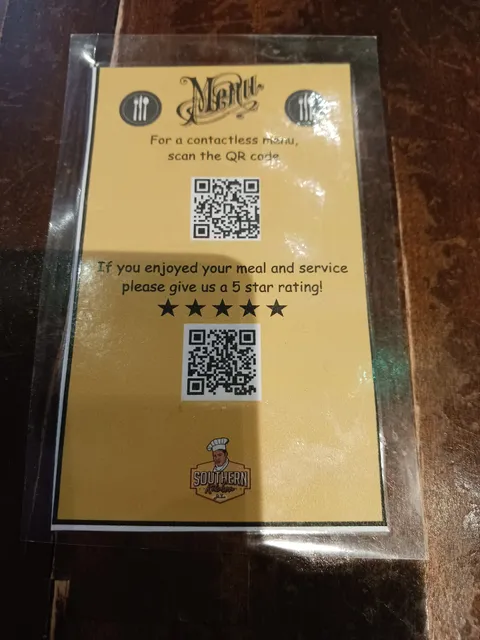 Menu
For a contactless menu,
scan the QR code
If you enjoyed your meal and service
please give us a 5 star rating!
SOUTHERN
Kitchen